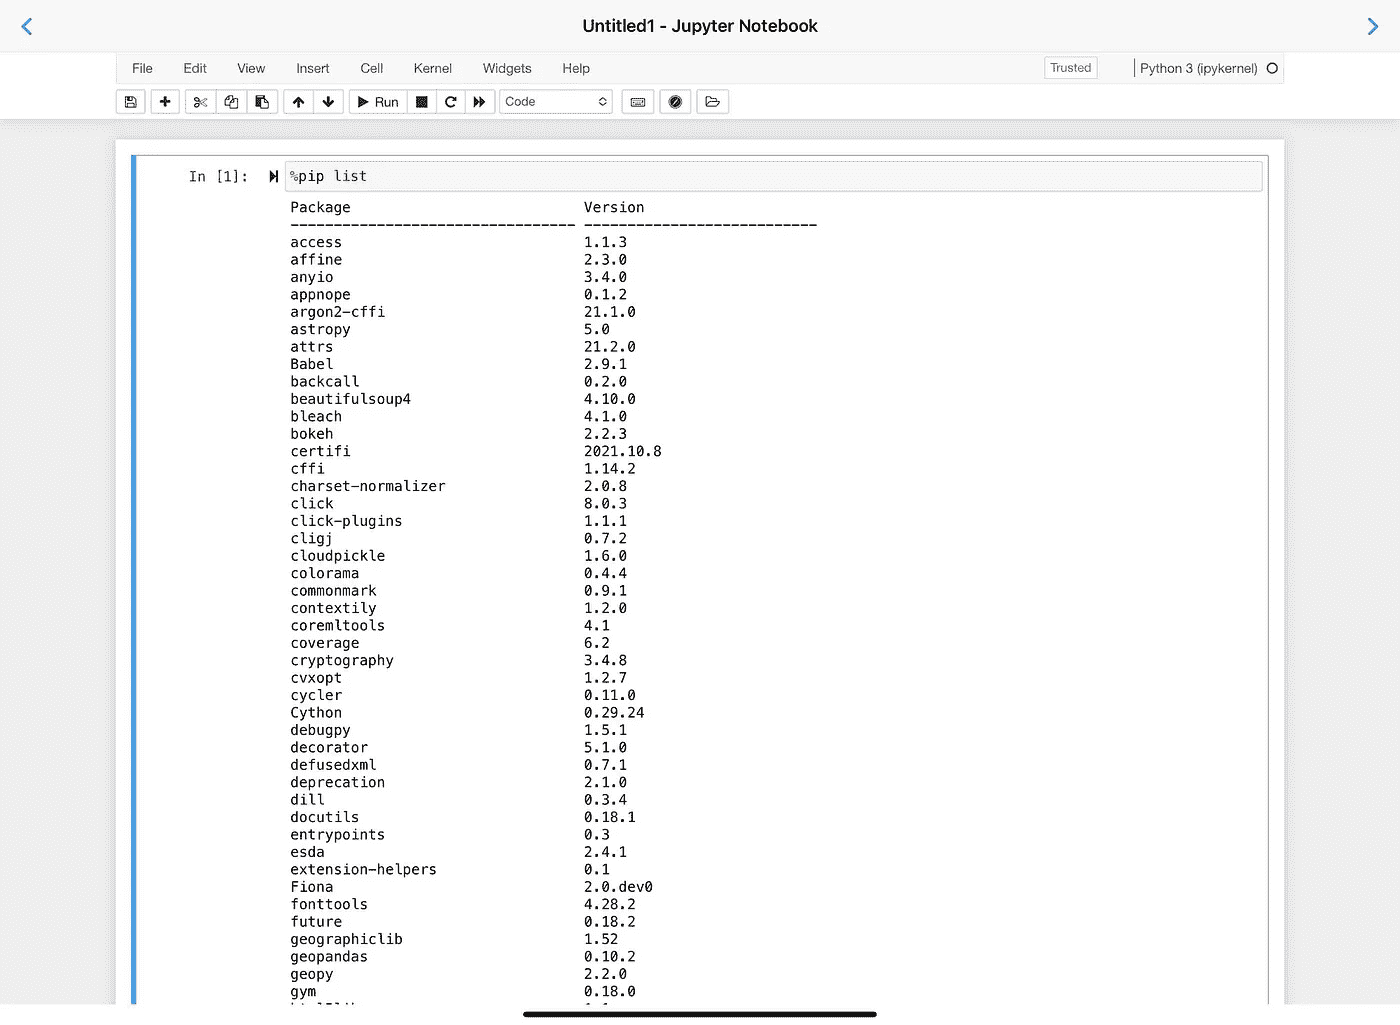 Untitled1 - Jupyter Notebook
File Edit View Insert Cell Kernel Widgets Help Trusted Python 3 (ipykernel)
Run Code
In [1]: %pip list
Package Version
--------------------------------- ---------------------------
access 1.1.3
affine 2.3.0
anyio 3.4.0
appnope 0.1.2
argon2-cffi 21.1.0
astropy 5.0
attrs 21.2.0
Babel 2.9.1
backcall 0.2.0
beautifulsoup4 4.10.0
bleach 4.1.0
bokeh 2.2.3
certifi 2021.10.8
cffi 1.14.2
charset-normalizer 2.0.8
click 8.0.3
click-plugins 1.1.1
cligj 0.7.2
cloudpickle 1.6.0
colorama 0.4.4
commonmark 0.9.1
contextily 1.2.0
coremltools 4.1
coverage 6.2
cryptography 3.4.8
cvxopt 1.2.7
cycler 0.11.0
Cython 0.29.24
debugpy 1.5.1
decorator 5.1.0
defusedxml 0.7.1
deprecation 2.1.0
dill 0.3.4
docutils 0.18.1
entrypoints 0.3
esda 2.4.1
extension-helpers 0.1
Fiona 2.0.dev0
fonttools 4.28.2
future 0.18.2
geographiclib 1.52
geopandas 0.10.2
geopy 2.2.0
gym 0.18.0